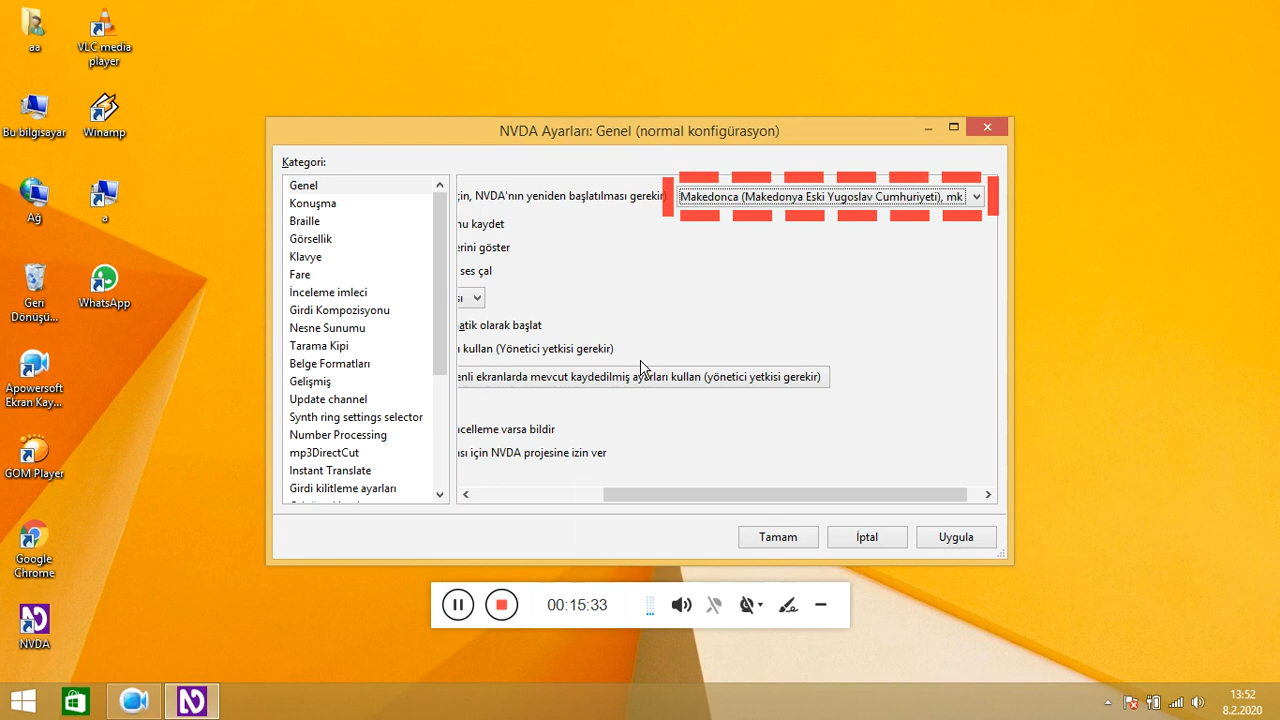 aa
VLC media
player
Bu bilgisayar
Winamp
Ağ
a
Geri
Dönüşü...
WhatsApp
Apowersoft
Ekran Kay...
GOM Player
Google
Chrome
NVDA
NVDA Ayarları: Genel (normal konfigürasyon)
Kategori:
Genel
Konuşma
Braille
Görsellik
Klavye
Fare
İnceleme imleci
Girdi Kompozisyonu
Nesne Sunumu
Tarama Kipi
Belge Formatları
Gelişmiş
Update channel
Synth ring settings selector
Number Processing
mp3DirectCut
Instant Translate
Girdi kilitleme ayarları
çin, NVDA'nın yeniden başlatılması gerekir)
Makedonca (Makedonya Eski Yugoslav Cumhuriyeti), mk
nu kaydet
erini göster
ses çal
sı
atik olarak başlat
ı kullan (Yönetici yetkisi gerekir)
enli ekranlarda mevcut kaydedilmiş ayarları kullan (yönetici yetkisi gerekir)
ncelleme varsa bildir
ısı için NVDA projesine izin ver
Tamam
İptal
Uygula
00:15:33
13:52
8.2.2020